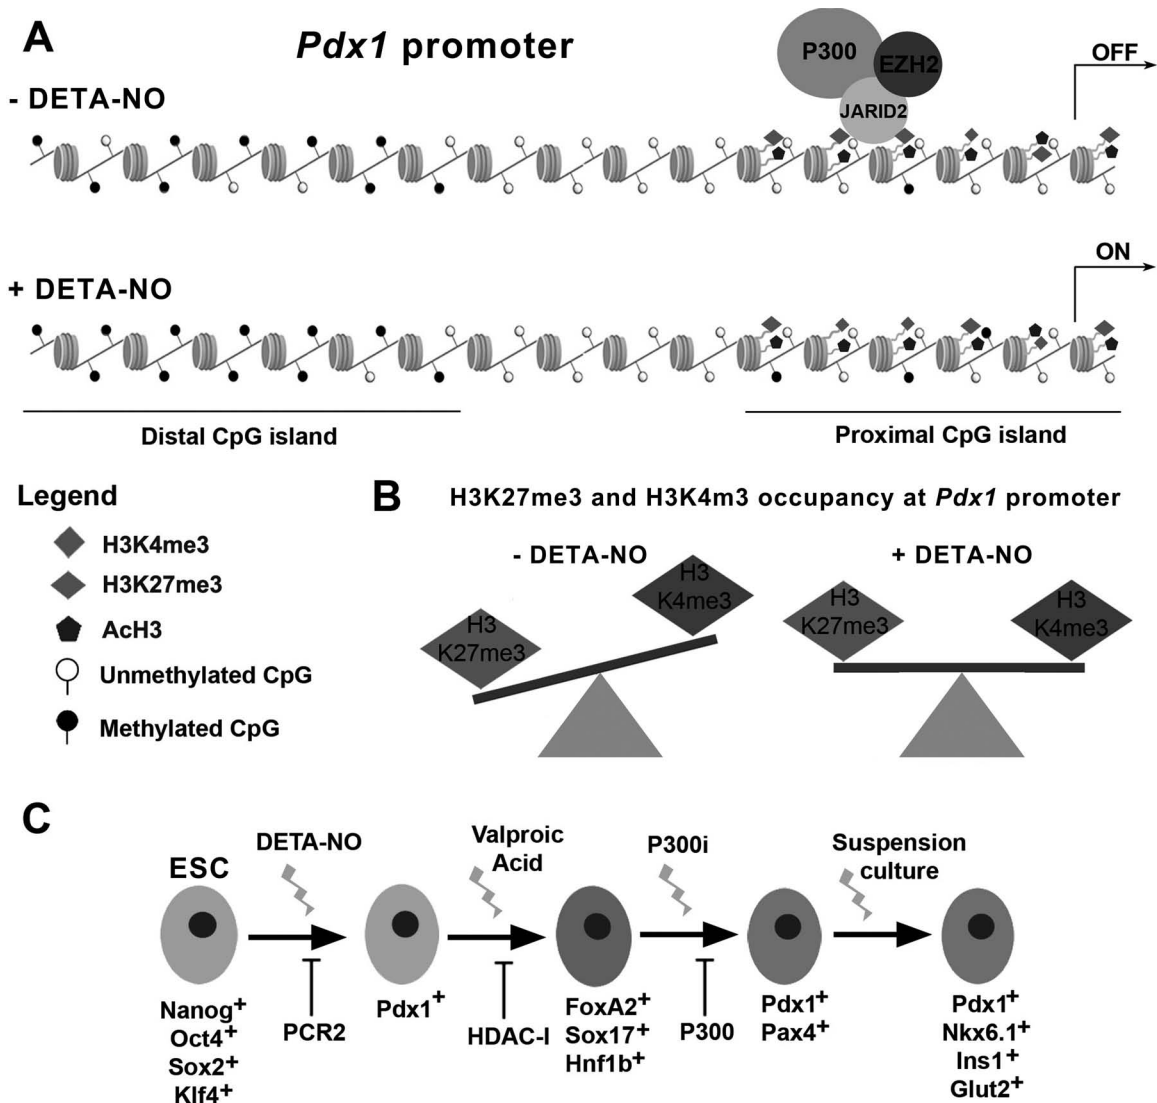 A
Pdx1 promoter
P300
EZH2
JARID2
OFF
- DETA-NO
ON
+ DETA-NO
Distal CpG island
Proximal CpG island
Legend
H3K4me3
H3K27me3
AcH3
Unmethylated CpG
Methylated CpG
B
H3K27me3 and H3K4m3 occupancy at Pdx1 promoter
- DETA-NO
+ DETA-NO
H3
K27me3
H3
K4me3
H3
K27me3
H3
K4me3
C
ESC
DETA-NO
Valproic
Acid
P300i
Suspension
culture
Nanog+
Oct4+
Sox2+
Klf4+
PCR2
Pdx1+
HDAC-I
FoxA2+
Sox17+
Hnf1b+
P300
Pdx1+
Pax4+
Pdx1+
Nkx6.1+
Ins1+
Glut2+